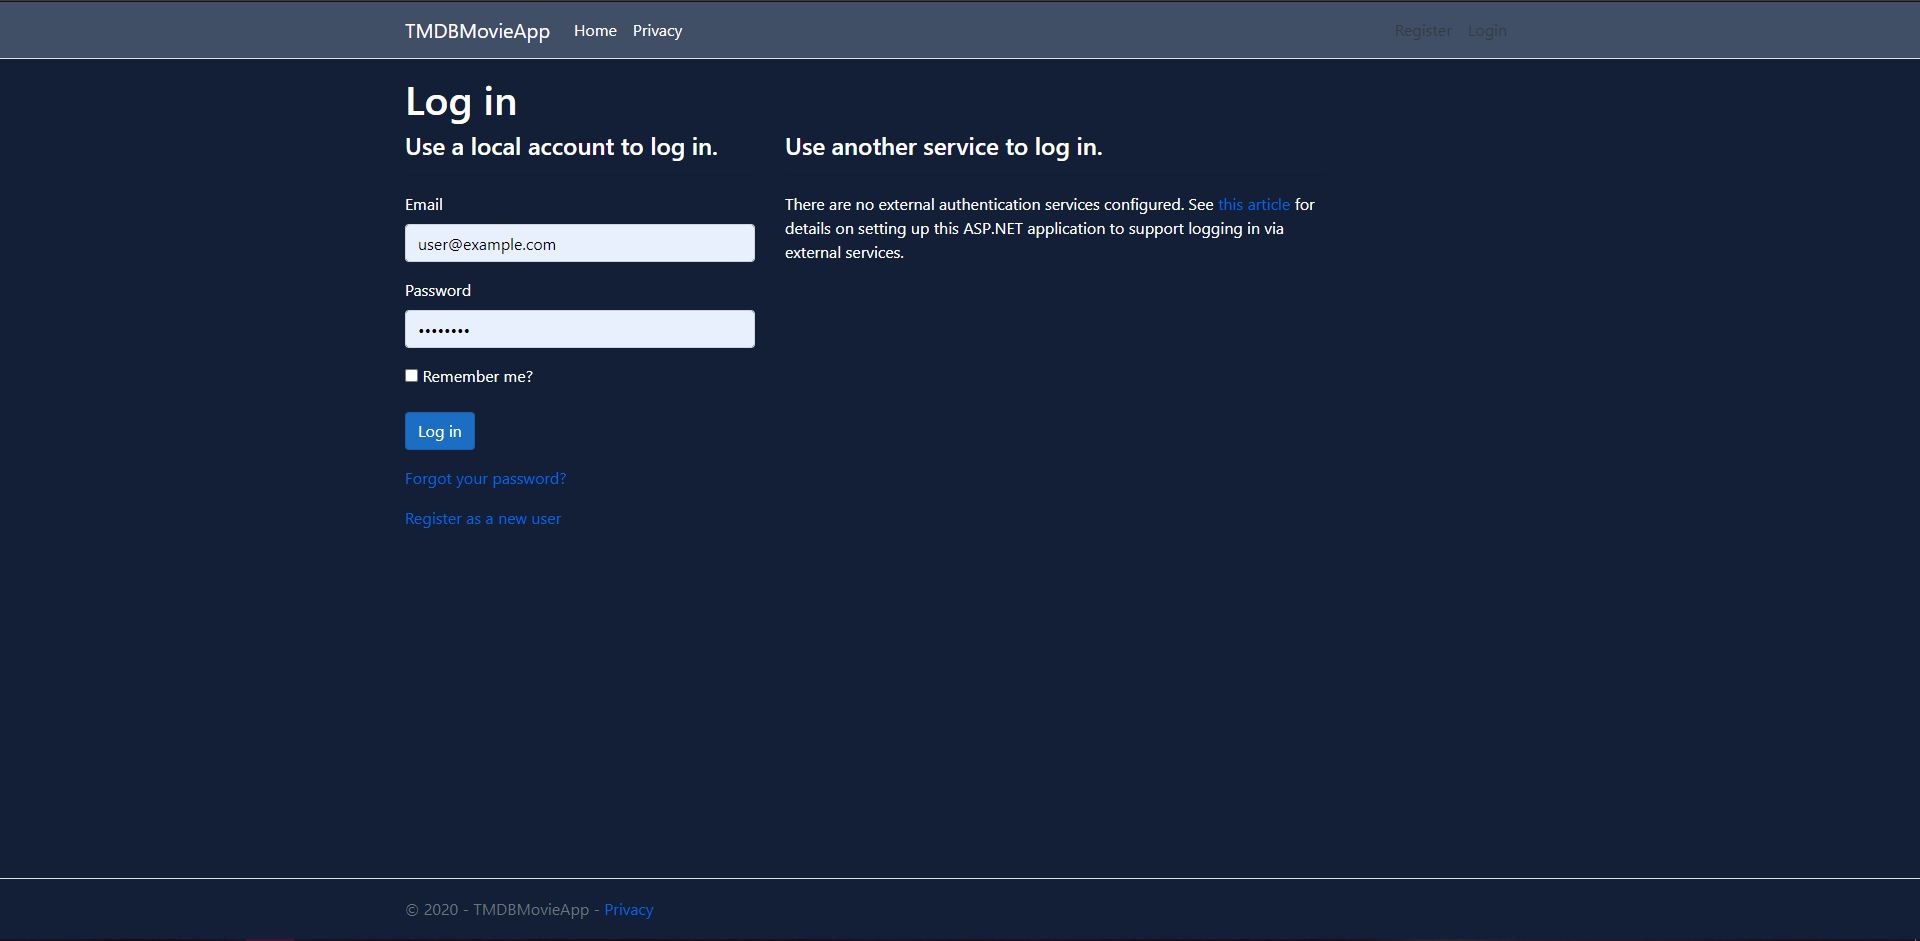 TMDBMovieApp Home Privacy Register Login
Log in
Use a local account to log in.
Email
user@example.com
Password
••••••••
Remember me?
Log in
Forgot your password?
Register as a new user
Use another service to log in.
There are no external authentication services configured. See this article for
details on setting up this ASP.NET application to support logging in via
external services.
© 2020 - TMDBMovieApp - Privacy